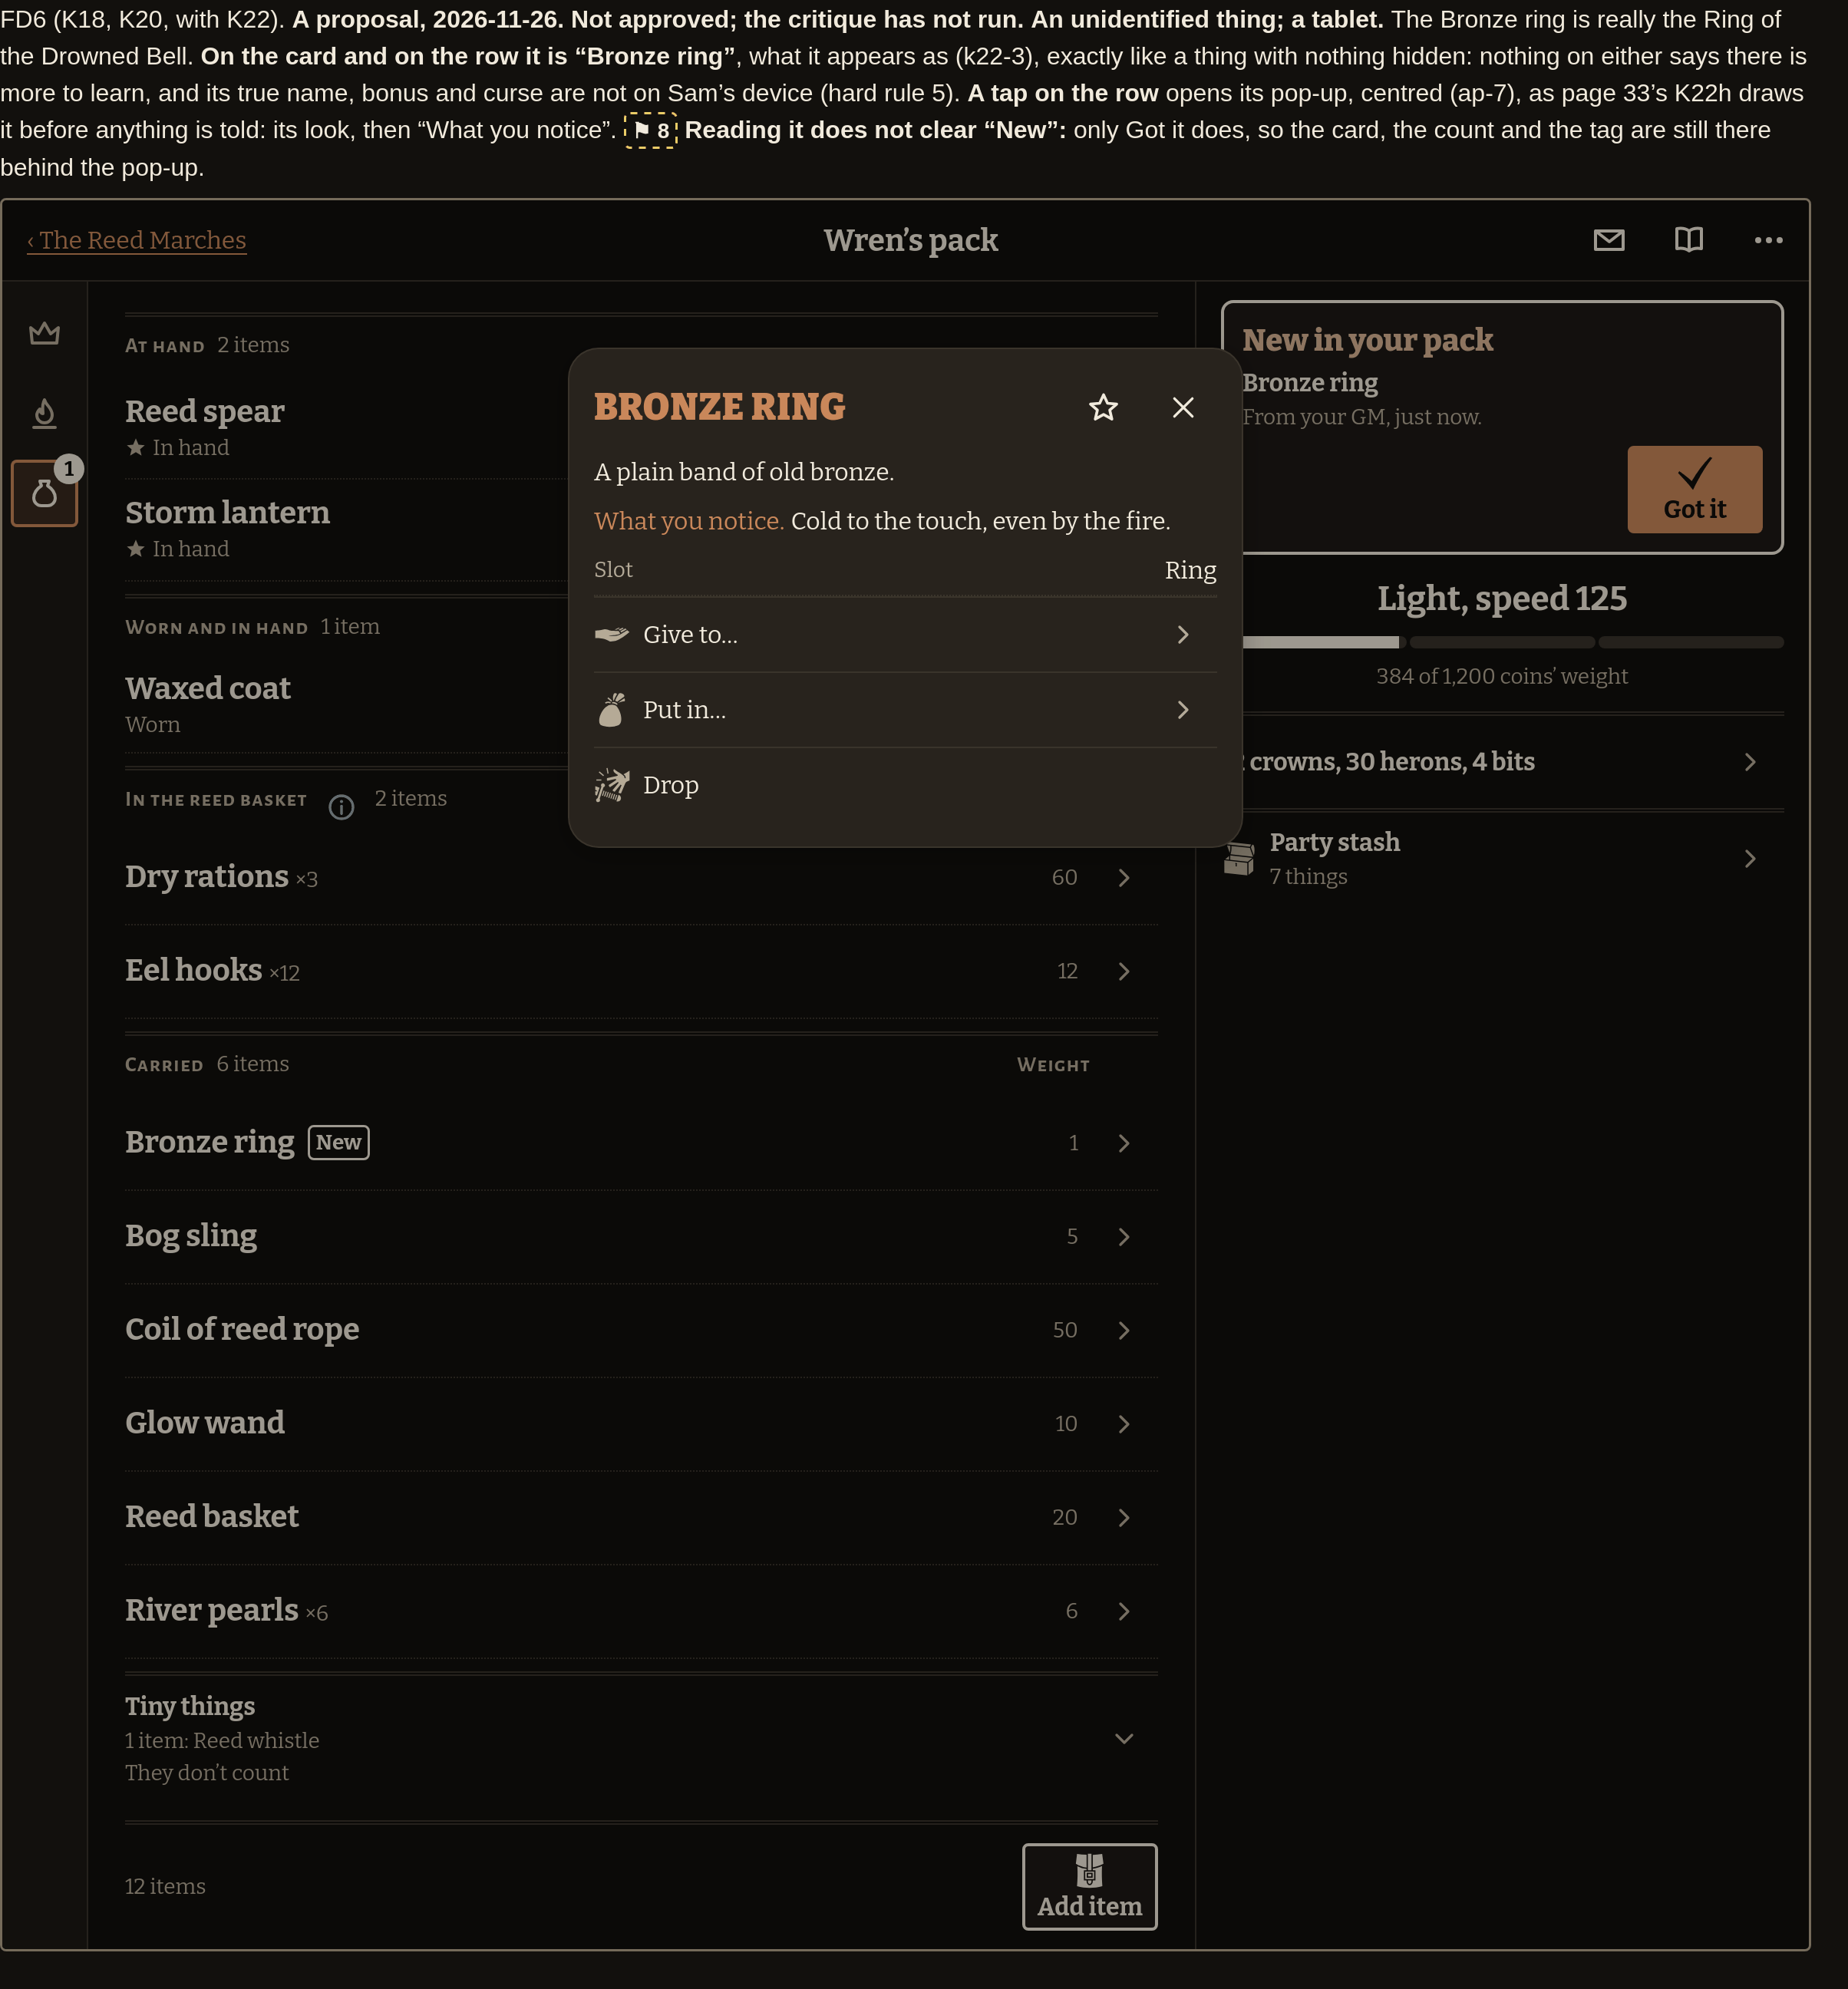 FD6 (K18, K20, with K22). A proposal, 2026-11-26. Not approved; the critique has not run. An unidentified thing; a tablet. The Bronze ring is really the Ring of
the Drowned Bell. On the card and on the row it is “Bronze ring”, what it appears as (k22-3), exactly like a thing with nothing hidden: nothing on either says there is
more to learn, and its true name, bonus and curse are not on Sam’s device (hard rule 5). A tap on the row opens its pop-up, centred (ap-7), as page 33’s K22h draws
it before anything is told: its look, then “What you notice”. ⚑ 8 Reading it does not clear “New”: only Got it does, so the card, the count and the tag are still there
behind the pop-up.
‹ The Reed Marches
Wren’s pack
1
At hand 2 items
Reed spear
★ In hand
Storm lantern
★ In hand
Worn and in hand 1 item
Waxed coat
Worn
In the reed basket 2 items
Dry rations ×3 60
Eel hooks ×12 12
Carried 6 items Weight
Bronze ring New 1
Bog sling 5
Coil of reed rope 50
Glow wand 10
Reed basket 20
River pearls ×6 6
Tiny things
1 item: Reed whistle
They don’t count
12 items
Add item
BRONZE RING
A plain band of old bronze.
What you notice. Cold to the touch, even by the fire.
Slot Ring
Give to…
Put in…
Drop
New in your pack
Bronze ring
From your GM, just now.
Got it
Light, speed 125
384 of 1,200 coins’ weight
crowns, 30 herons, 4 bits
Party stash
7 things